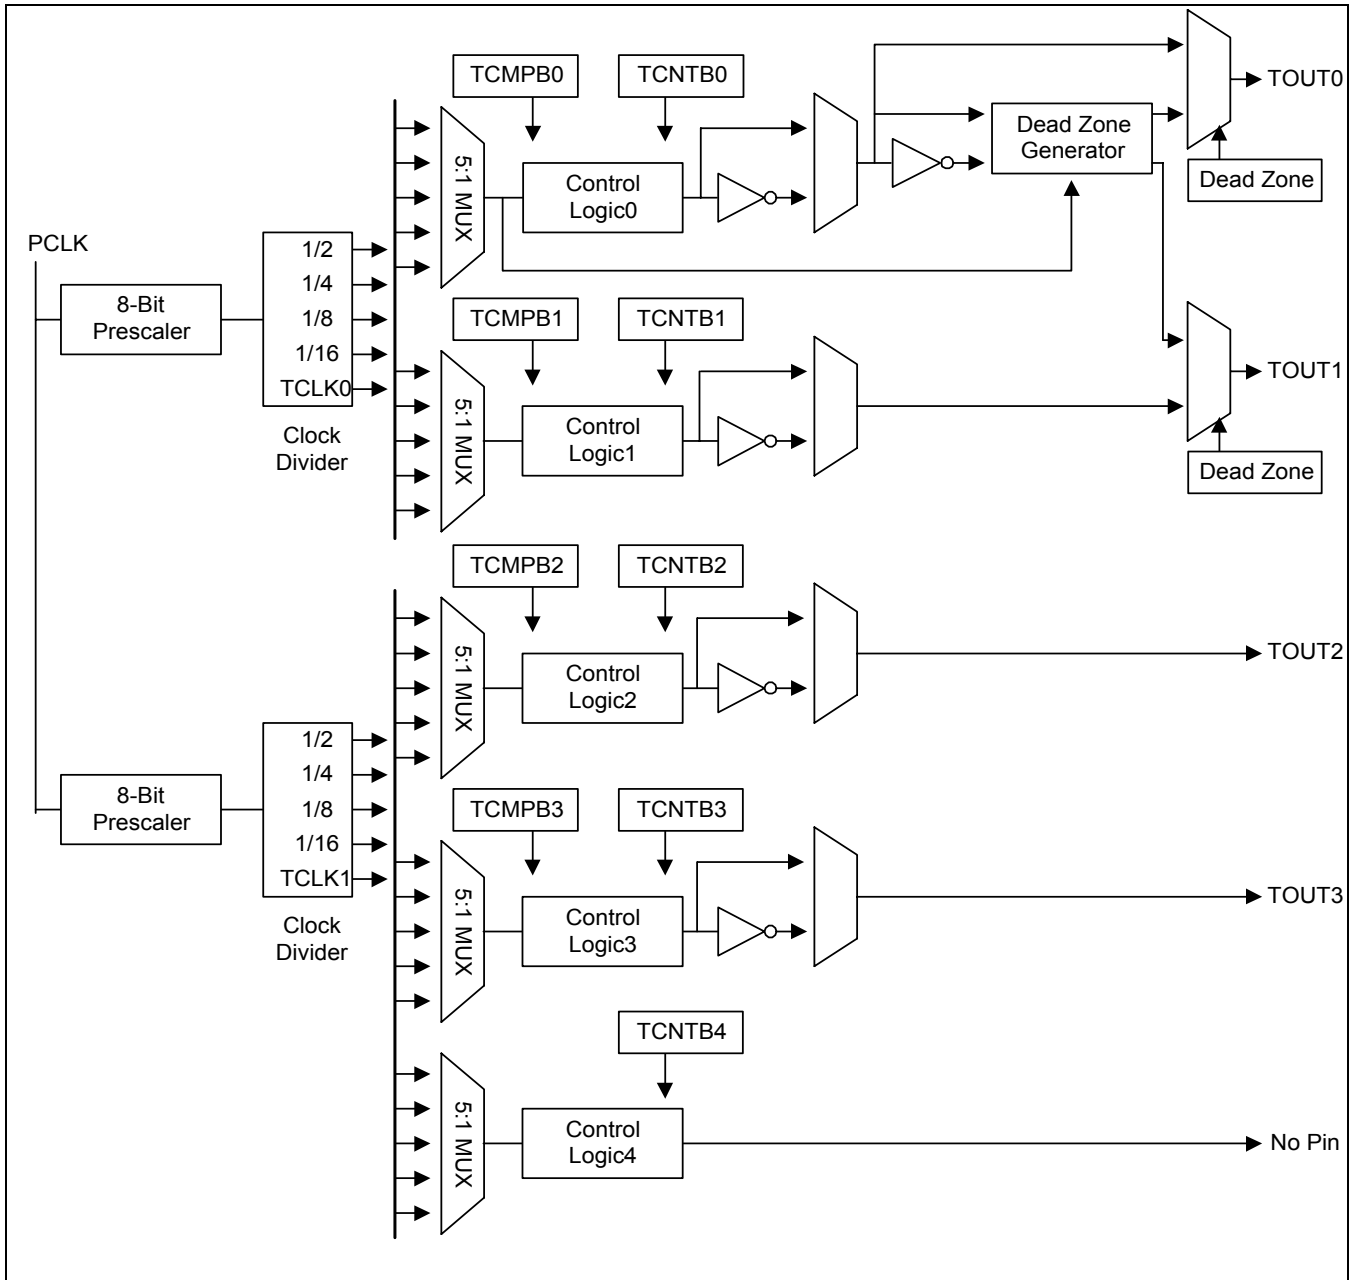 TCMPB0
TCNTB0
TOUT0
5:1 MUX
Control
Logic0
Dead Zone
Generator
Dead Zone
PCLK
8-Bit
Prescaler
1/2
1/4
1/8
1/16
TCLK0
Clock
Divider
TCMPB1
TCNTB1
TOUT1
5:1 MUX
Control
Logic1
Dead Zone
TCMPB2
TCNTB2
5:1 MUX
Control
Logic2
TOUT2
8-Bit
Prescaler
1/2
1/4
1/8
1/16
TCLK1
Clock
Divider
TCMPB3
TCNTB3
5:1 MUX
Control
Logic3
TOUT3
TCNTB4
5:1 MUX
Control
Logic4
No Pin